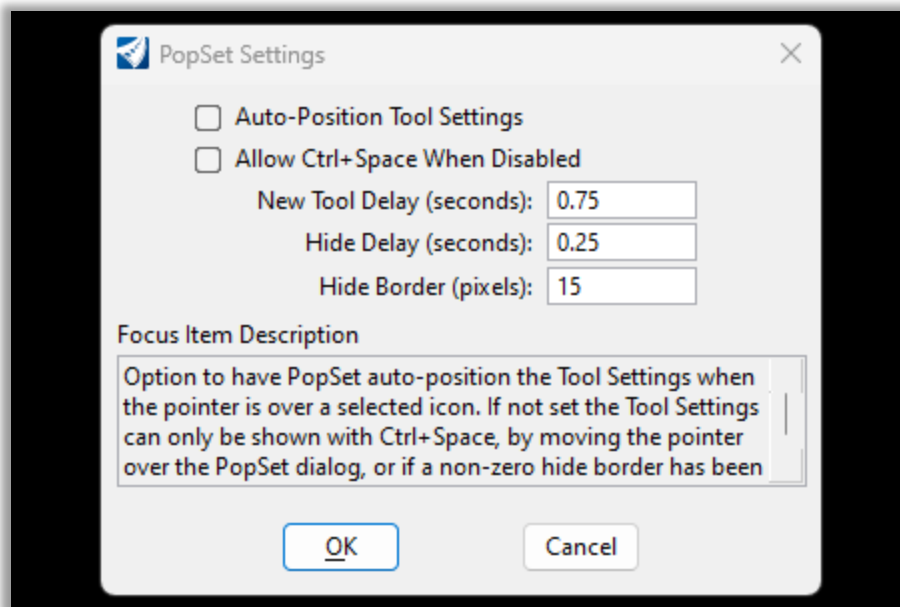 PopSet Settings
Auto-Position Tool Settings
Allow Ctrl+Space When Disabled
New Tool Delay (seconds): 0.75
Hide Delay (seconds): 0.25
Hide Border (pixels): 15
Focus Item Description
Option to have PopSet auto-position the Tool Settings when
the pointer is over a selected icon. If not set the Tool Settings
can only be shown with Ctrl+Space, by moving the pointer
over the PopSet dialog, or if a non-zero hide border has been
OK Cancel